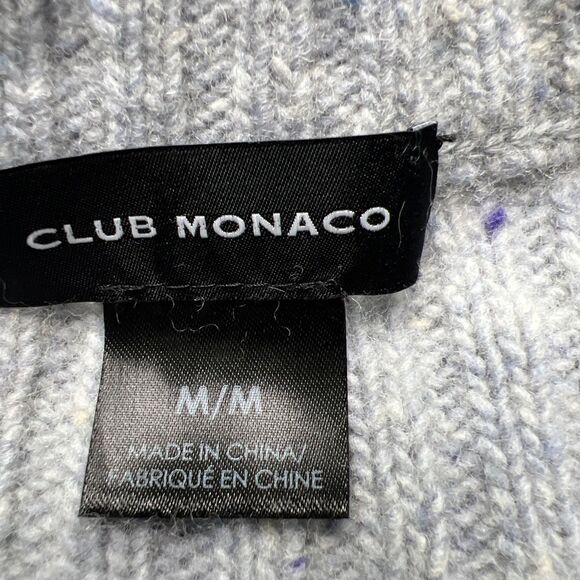 CLUB MONACO
M/M
MADE IN CHINA/
FABRIQUÉ EN CHINE